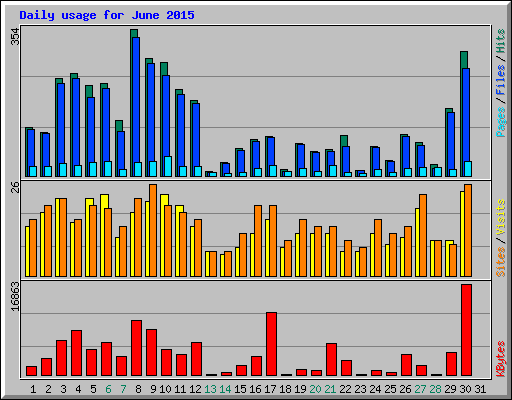 Daily usage for June 2015
354
Pages / Files / Hits
26
Sites / Visits
16863
KBytes
1 2 3 4 5 6 7 8 9 10 11 12 13 14 15 16 17 18 19 20 21 22 23 24 25 26 27 28 29 30 31